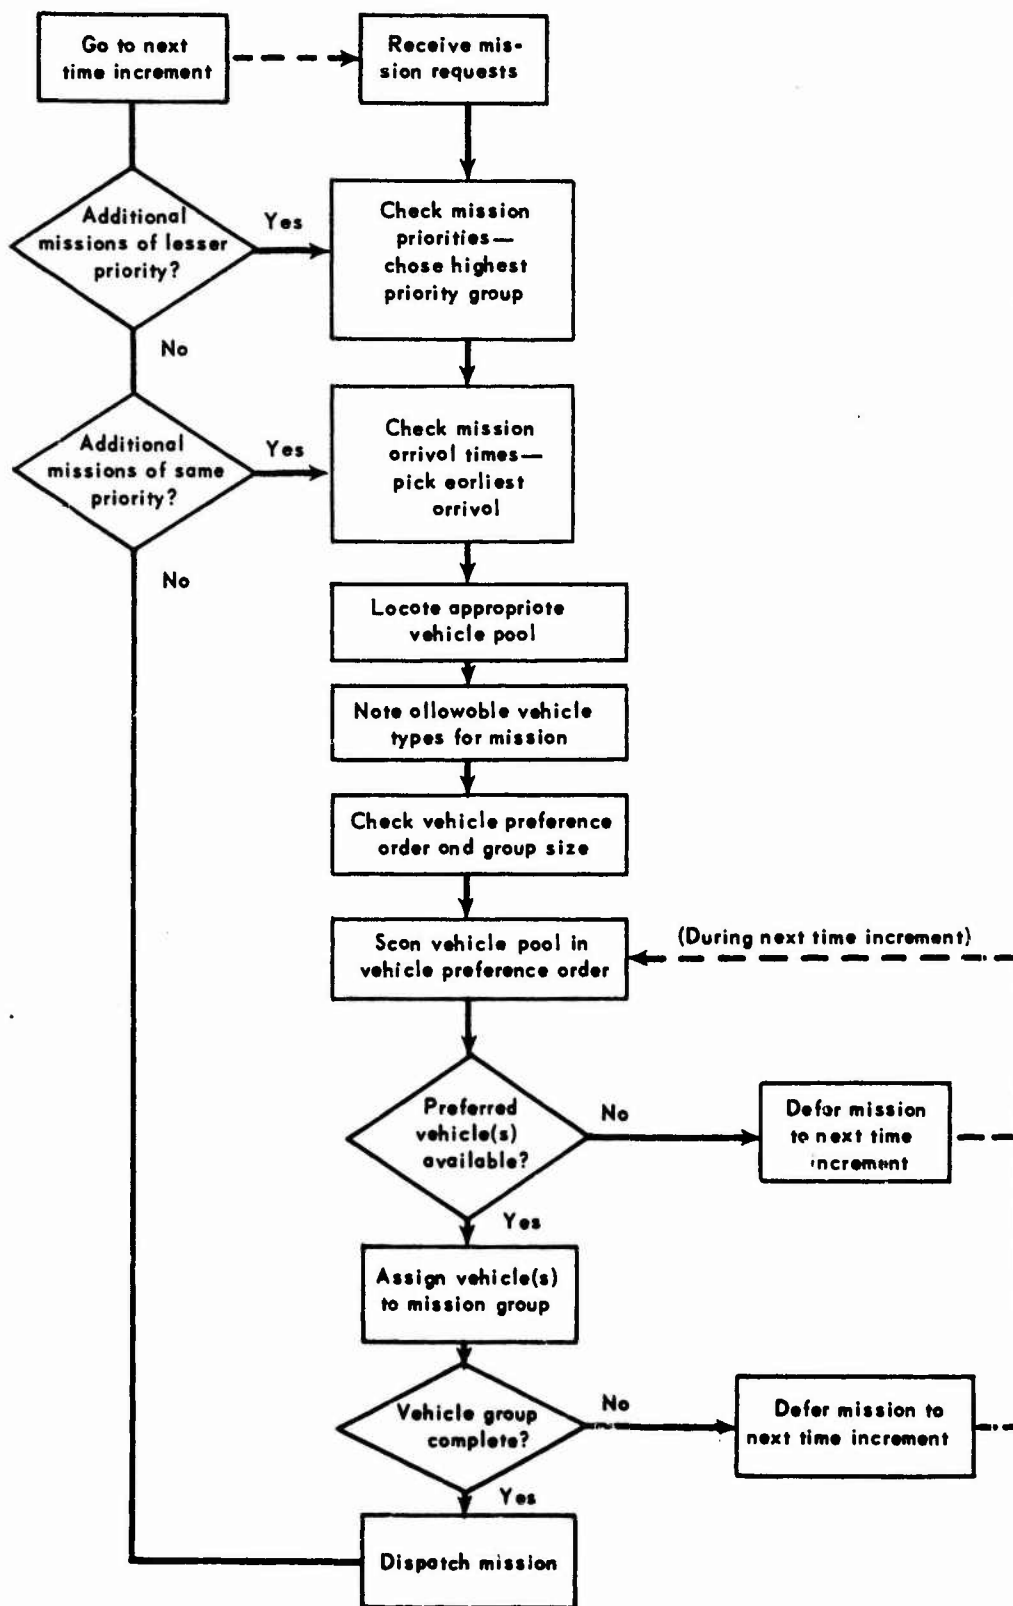 Go to next
time increment
Receive mis-
sion requests
Additional
missions of lesser
priority?
Yes
Check mission
priorities—
chose highest
priority group
No
Additional
missions of same
priority?
Yes
Check mission
orrivol times—
pick eorliest
orrivol
No
Locote appropriote
vehicle pool
Note ollowoble vehicle
types for mission
Check vehicle preference
order ond group size
Scon vehicle pool in
vehicle preference order
(During next time increment)
Preferred
vehicle(s)
available?
No
Defor mission
to next time
increment
Yes
Assign vehicle(s)
to mission group
Vehicle group
complete?
No
Defer mission to
next time increment
Yes
Dispatch mission